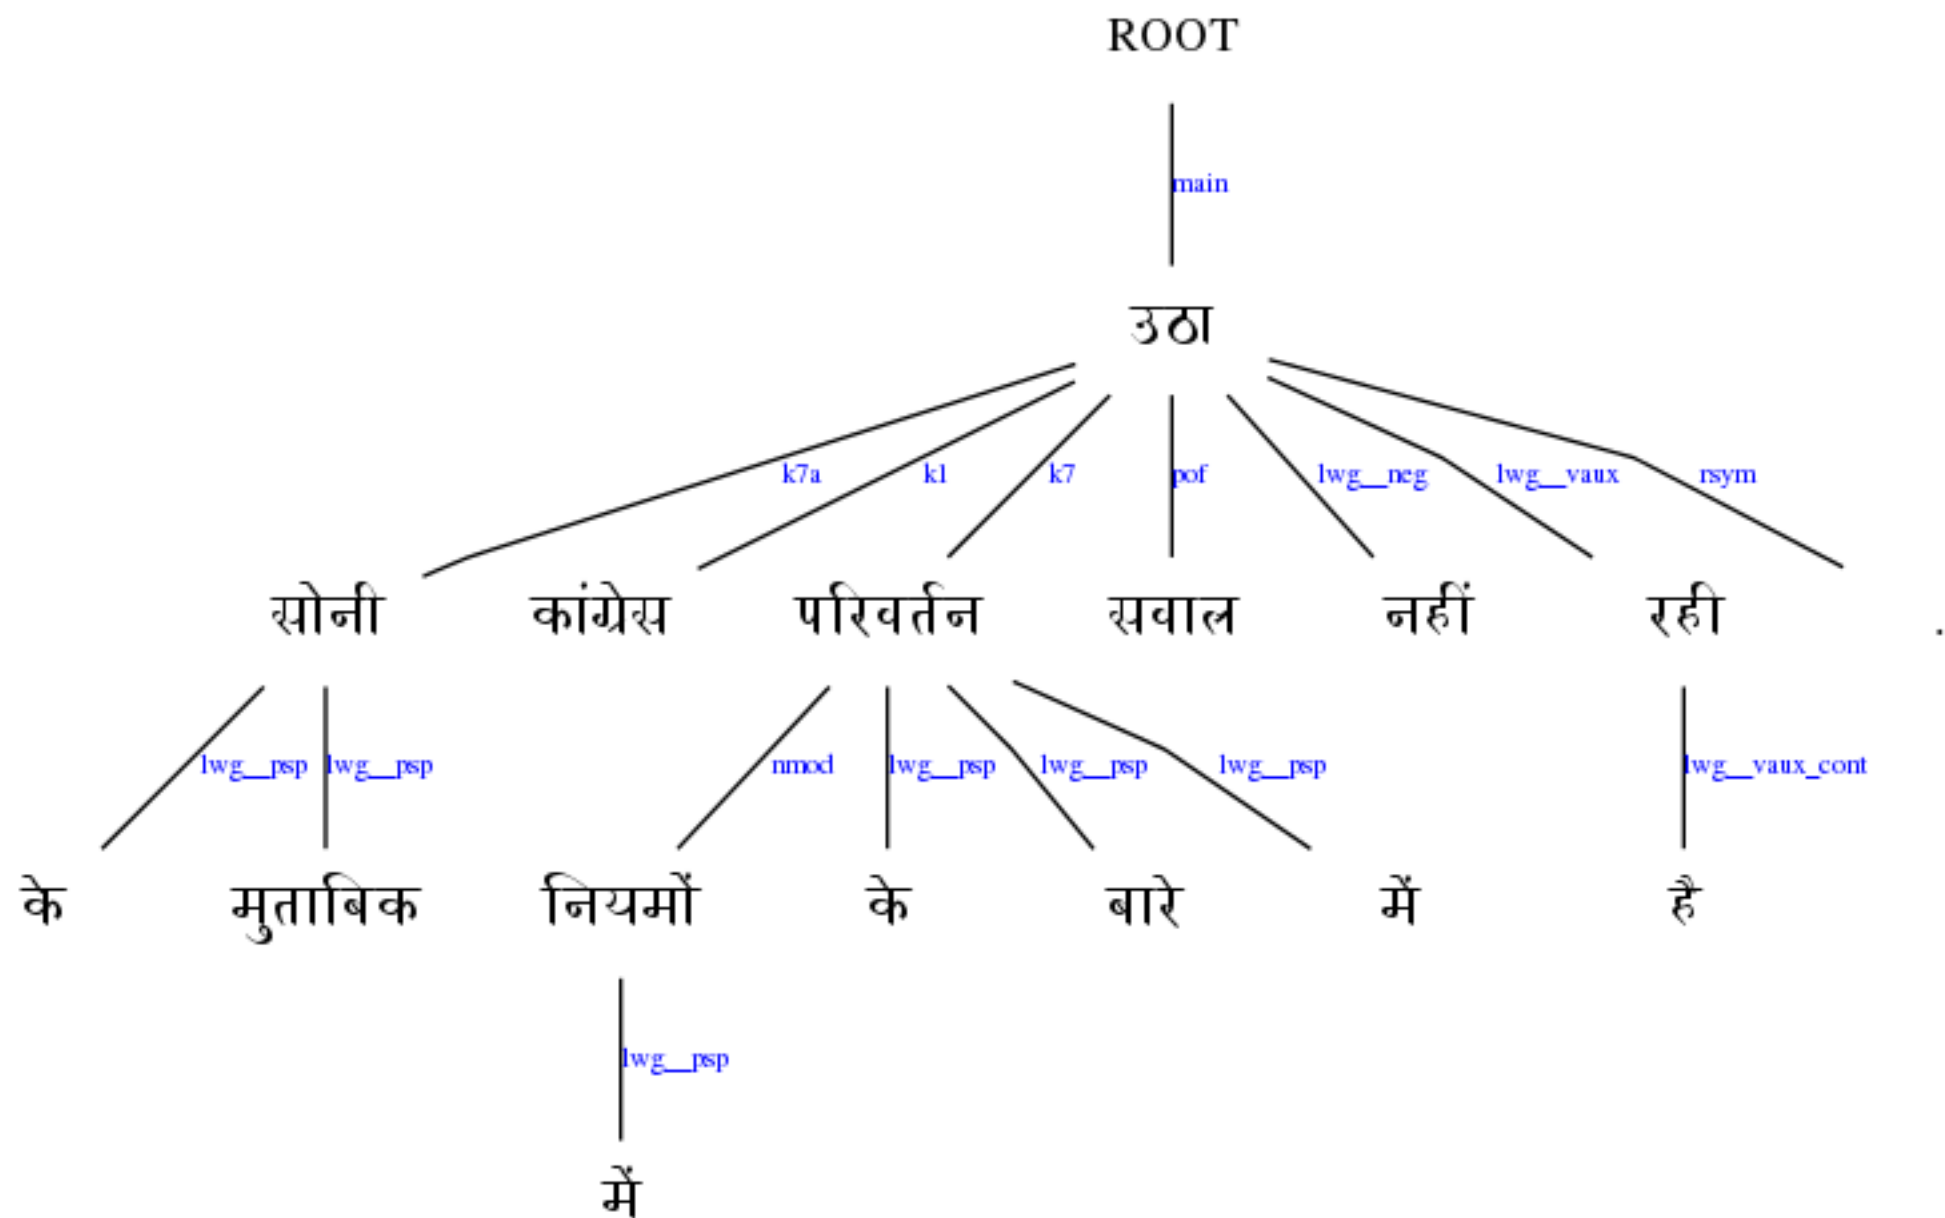 ROOT
main
उठा
k7a k1 k7 pof lwg__neg lwg__vaux rsym
सोनी कांग्रेस परिवर्तन सवाल नहीं रही .
lwg__psp lwg__psp nmod lwg__psp lwg__psp lwg__psp lwg__vaux_cont
के मुताबिक नियमों के बारे में है
lwg__psp
में